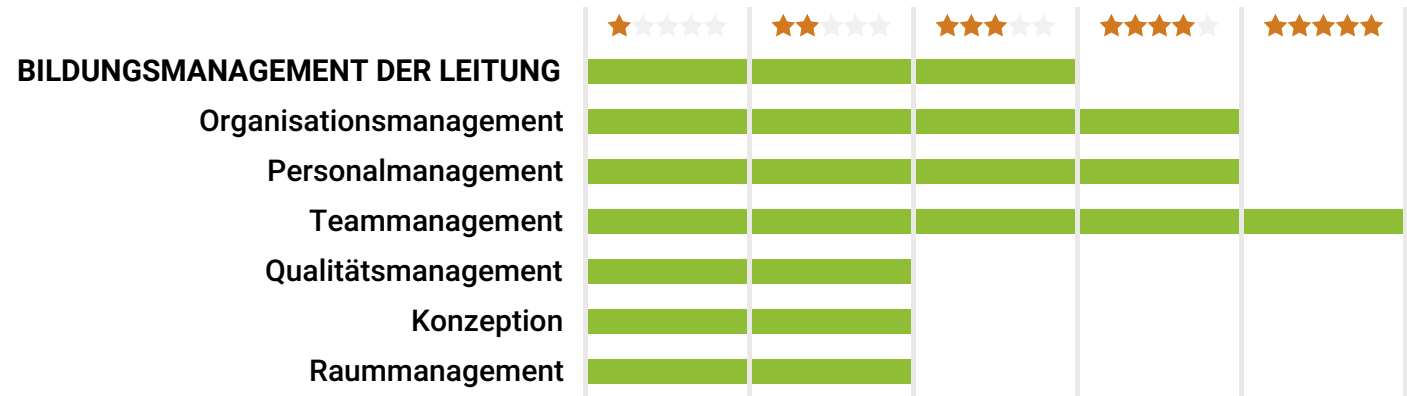 BILDUNGSMANAGEMENT DER LEITUNG
Organisationsmanagement
Personalmanagement
Teammanagement
Qualitätsmanagement
Konzeption
Raummanagement